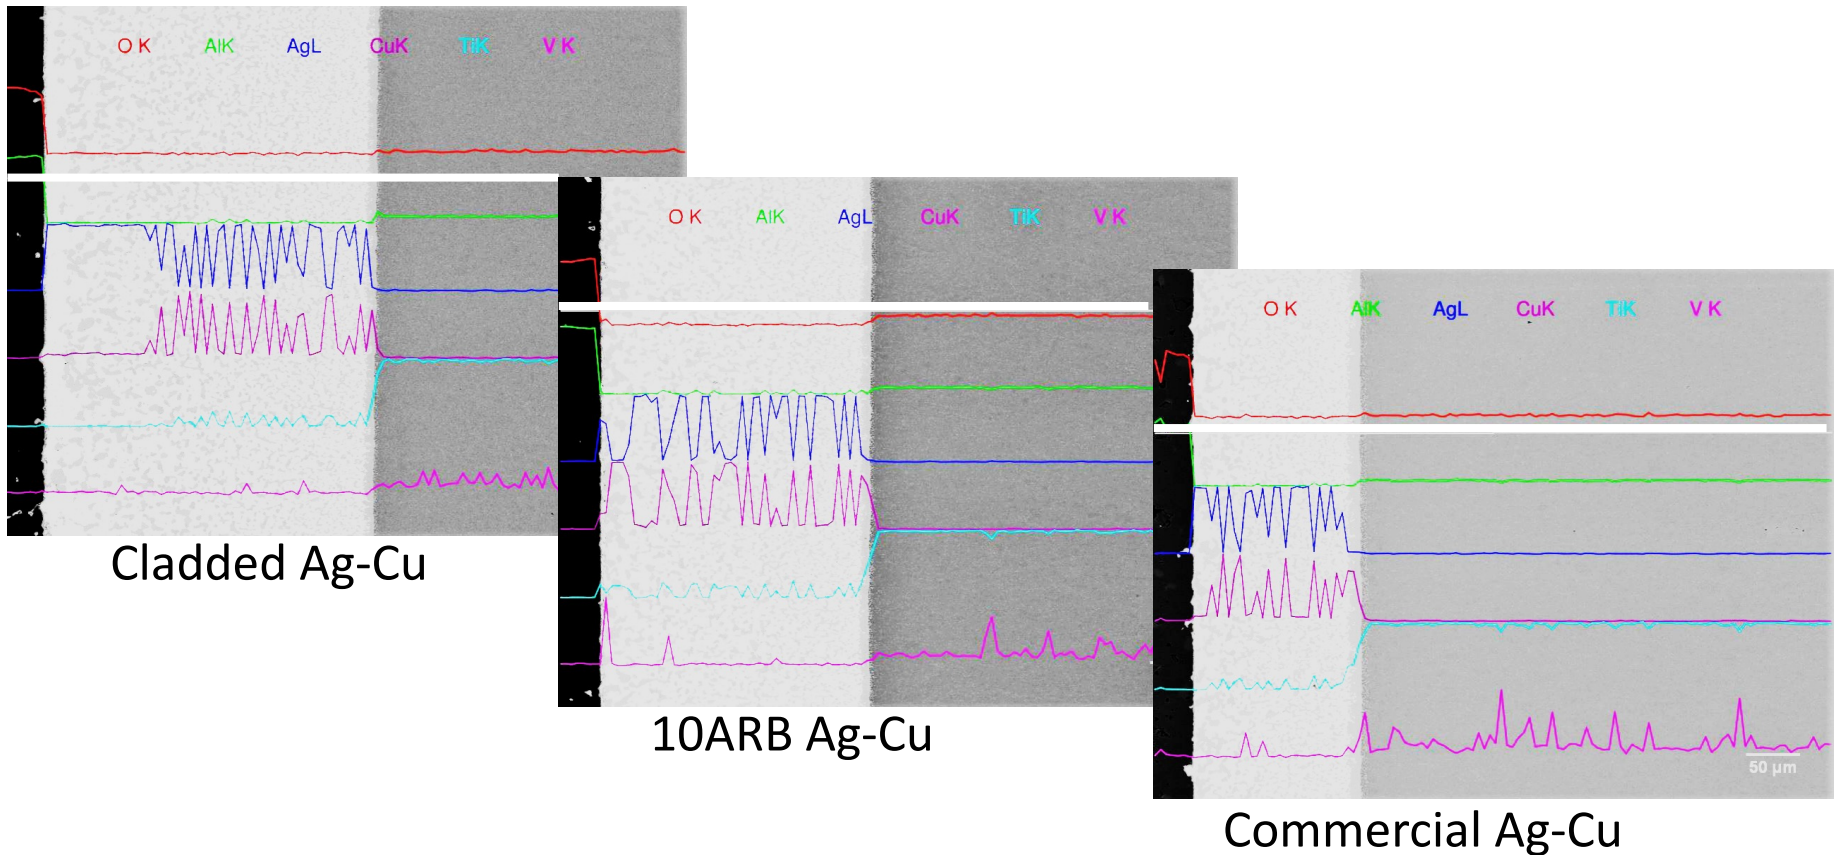 O K AlK AgL CuK TiK V K
Cladded Ag-Cu
O K AlK AgL CuK TiK V K
10ARB Ag-Cu
O K AlK AgL CuK TiK V K
50 µm
Commercial Ag-Cu